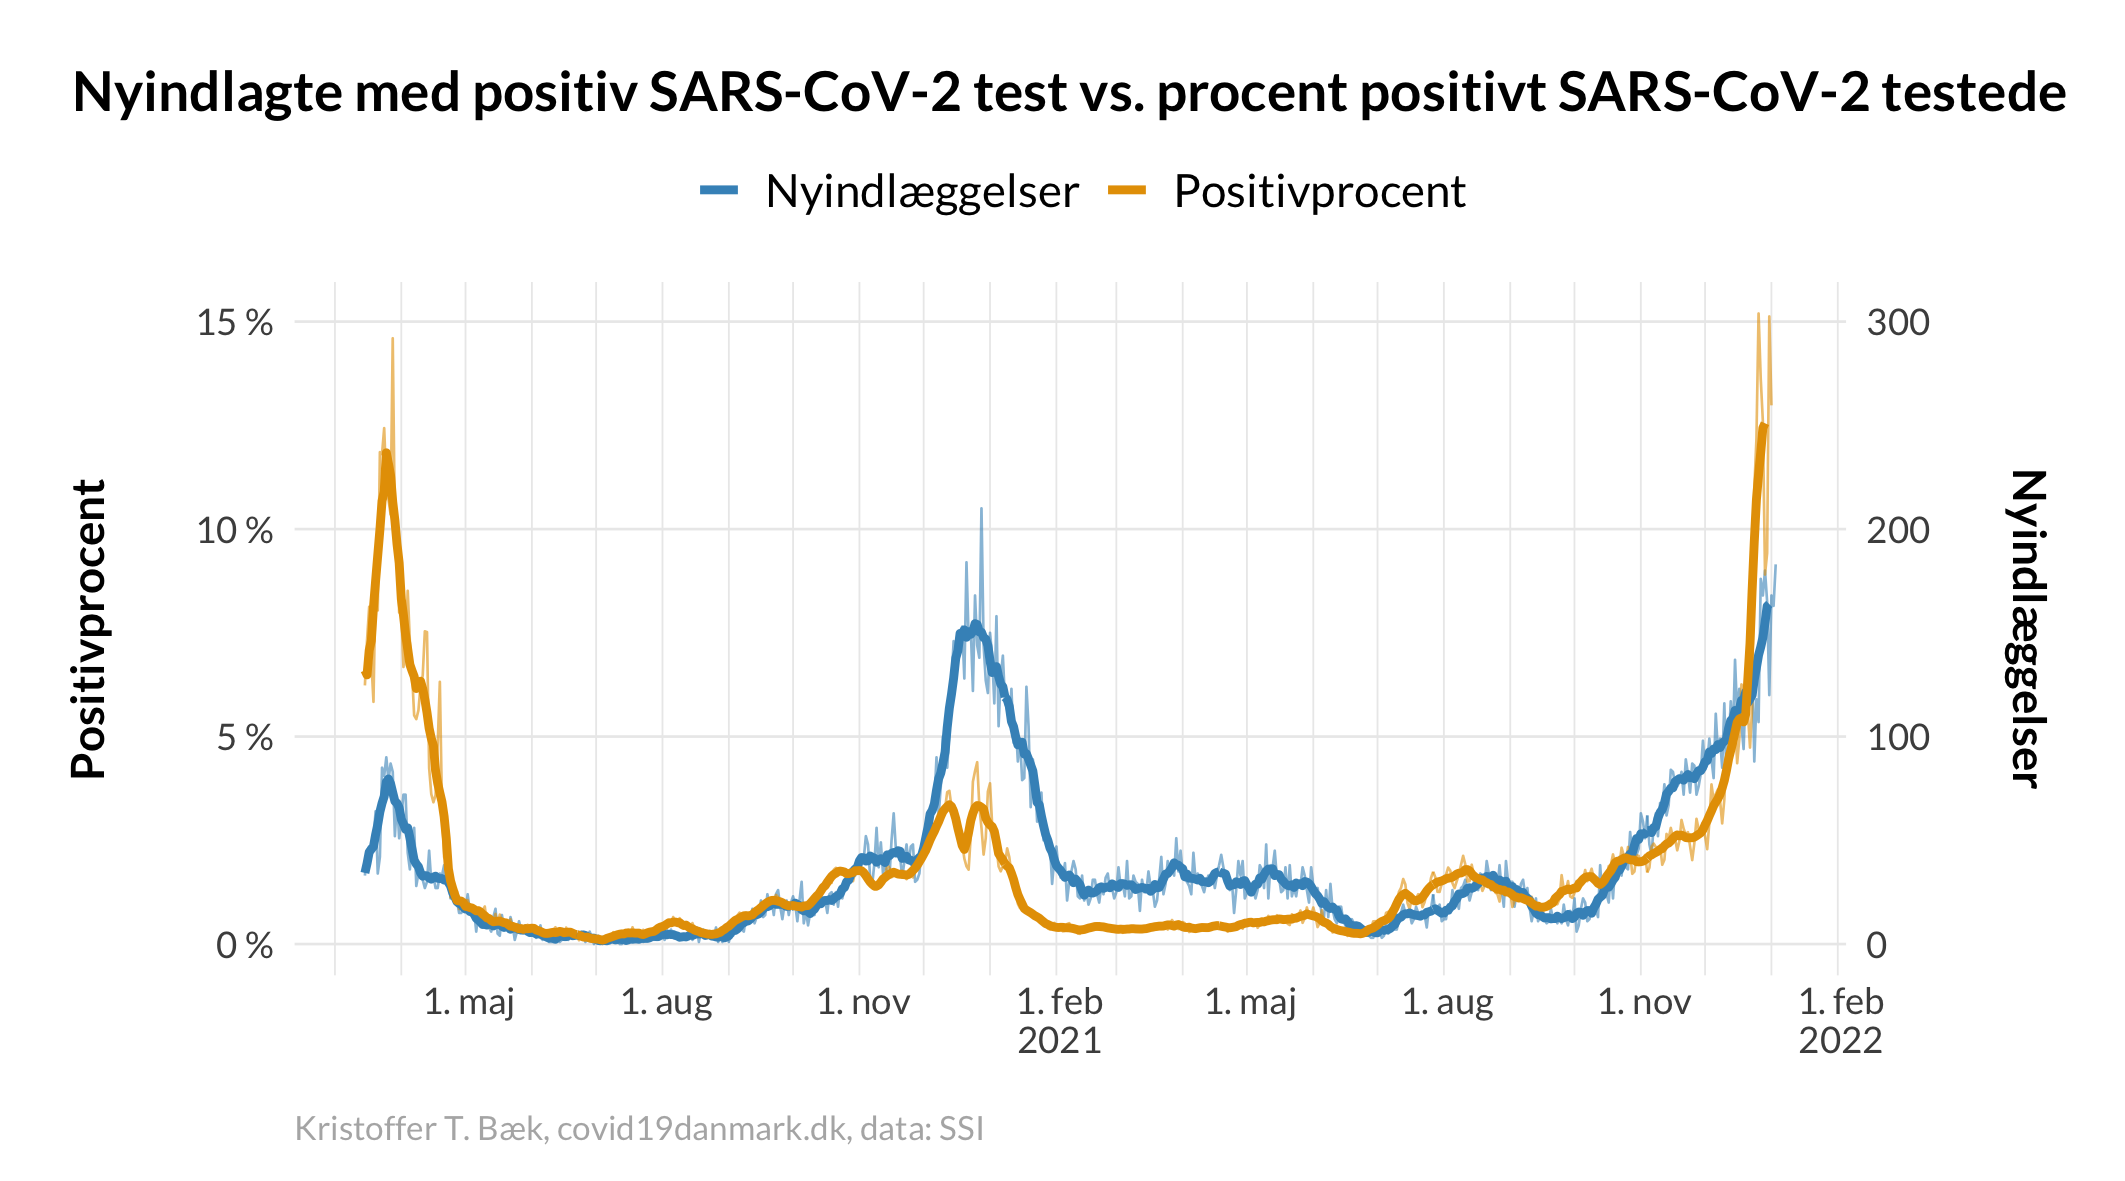 Nyindlagte med positiv SARS-CoV-2 test vs. procent positivt SARS-CoV-2 testede
Nyindlæggelser
Positivprocent
15 %
10 %
5 %
0 %
Positivprocent
300
200
100
0
Nyindlæggelser
1. maj
1. aug
1. nov
1. feb
2021
1. maj
1. aug
1. nov
1. feb
2022
Kristoffer T. Bæk, covid19danmark.dk, data: SSI